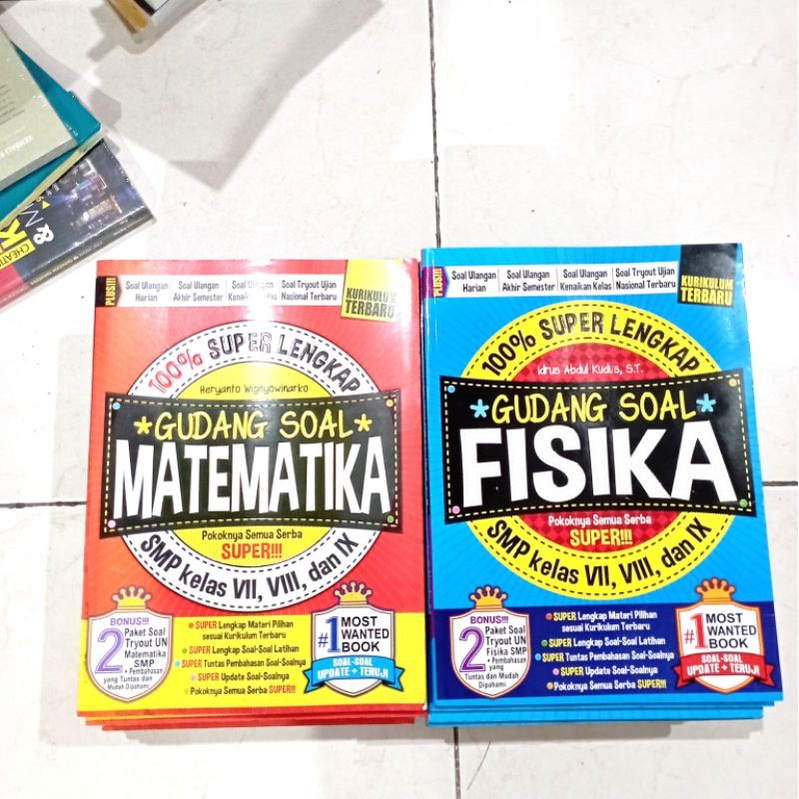 KEMBALI K
&
CHEATI
PLUS!!!
Soal Ulangan Harian
Soal Ulangan Akhir Semester
Soal Ulangan
Soal Tryout Ujian Nasional Terbaru
KURIKULUM
TERBARU
100% SUPER LENGKAP
Heryanto Wignyowinarko
GUDANG SOAL
MATEMATIKA
Pokoknya Semua Serba
SUPER!!!
SMP kelas VII, VIII, dan IX
BONUS!!!
2
Paket Soal
Tryout UN
Matematika
SMP
+ Pembahasan
yang Tuntas dan
Mudah Dipahami
SUPER Lengkap Materi Pilihan
sesuai Kurikulum Terbaru
SUPER Lengkap Soal-Soal Latihan
SUPER Tuntas Pembahasan Soal-Soalnya
SUPER Update Soal-Soalnya
Pokoknya Semua Serba SUPER!!!
#1 MOST
WANTED
BOOK
SOAL-SOAL
UPDATE + TERUJI
PLUS!!!
Soal Ulangan Harian
Soal Ulangan Akhir Semester
Soal Ulangan Kenaikan Kelas
Soal Tryout Ujian Nasional Terbaru
KURIKULUM
TERBARU
100% SUPER LENGKAP
Idrus Abdul Kudus, S.T.
GUDANG SOAL
FISIKA
Pokoknya Semua Serba
SUPER!!!
SMP kelas VII, VIII, dan IX
BONUS!!!
2
Paket Soal
Tryout UN
Fisika SMP
+ Pembahasan
yang
Tuntas dan Mudah
Dipahami
SUPER Lengkap Materi Pilihan
sesuai Kurikulum Terbaru
SUPER Lengkap Soal-Soal Latihan
SUPER Tuntas Pembahasan Soal-Soalnya
SUPER Update Soal-Soalnya
Pokoknya Semua Serba SUPER!!!
#1 MOST
WANTED
BOOK
SOAL-SOAL
UPDATE + TERUJI